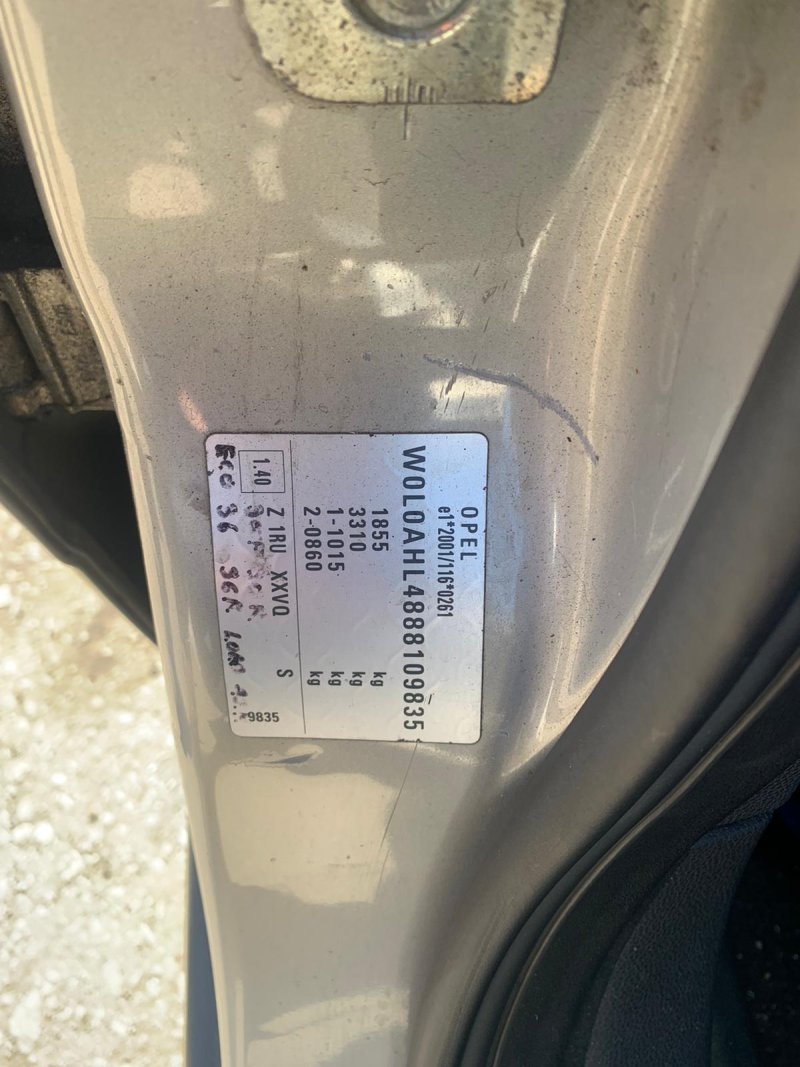 OPEL
e1*2001/116*0261
W0L0AHL4888109835
1855 kg
3310 kg
1-1015 kg
2-0860 kg
Z 1RU XXVQ S
1.40
9835